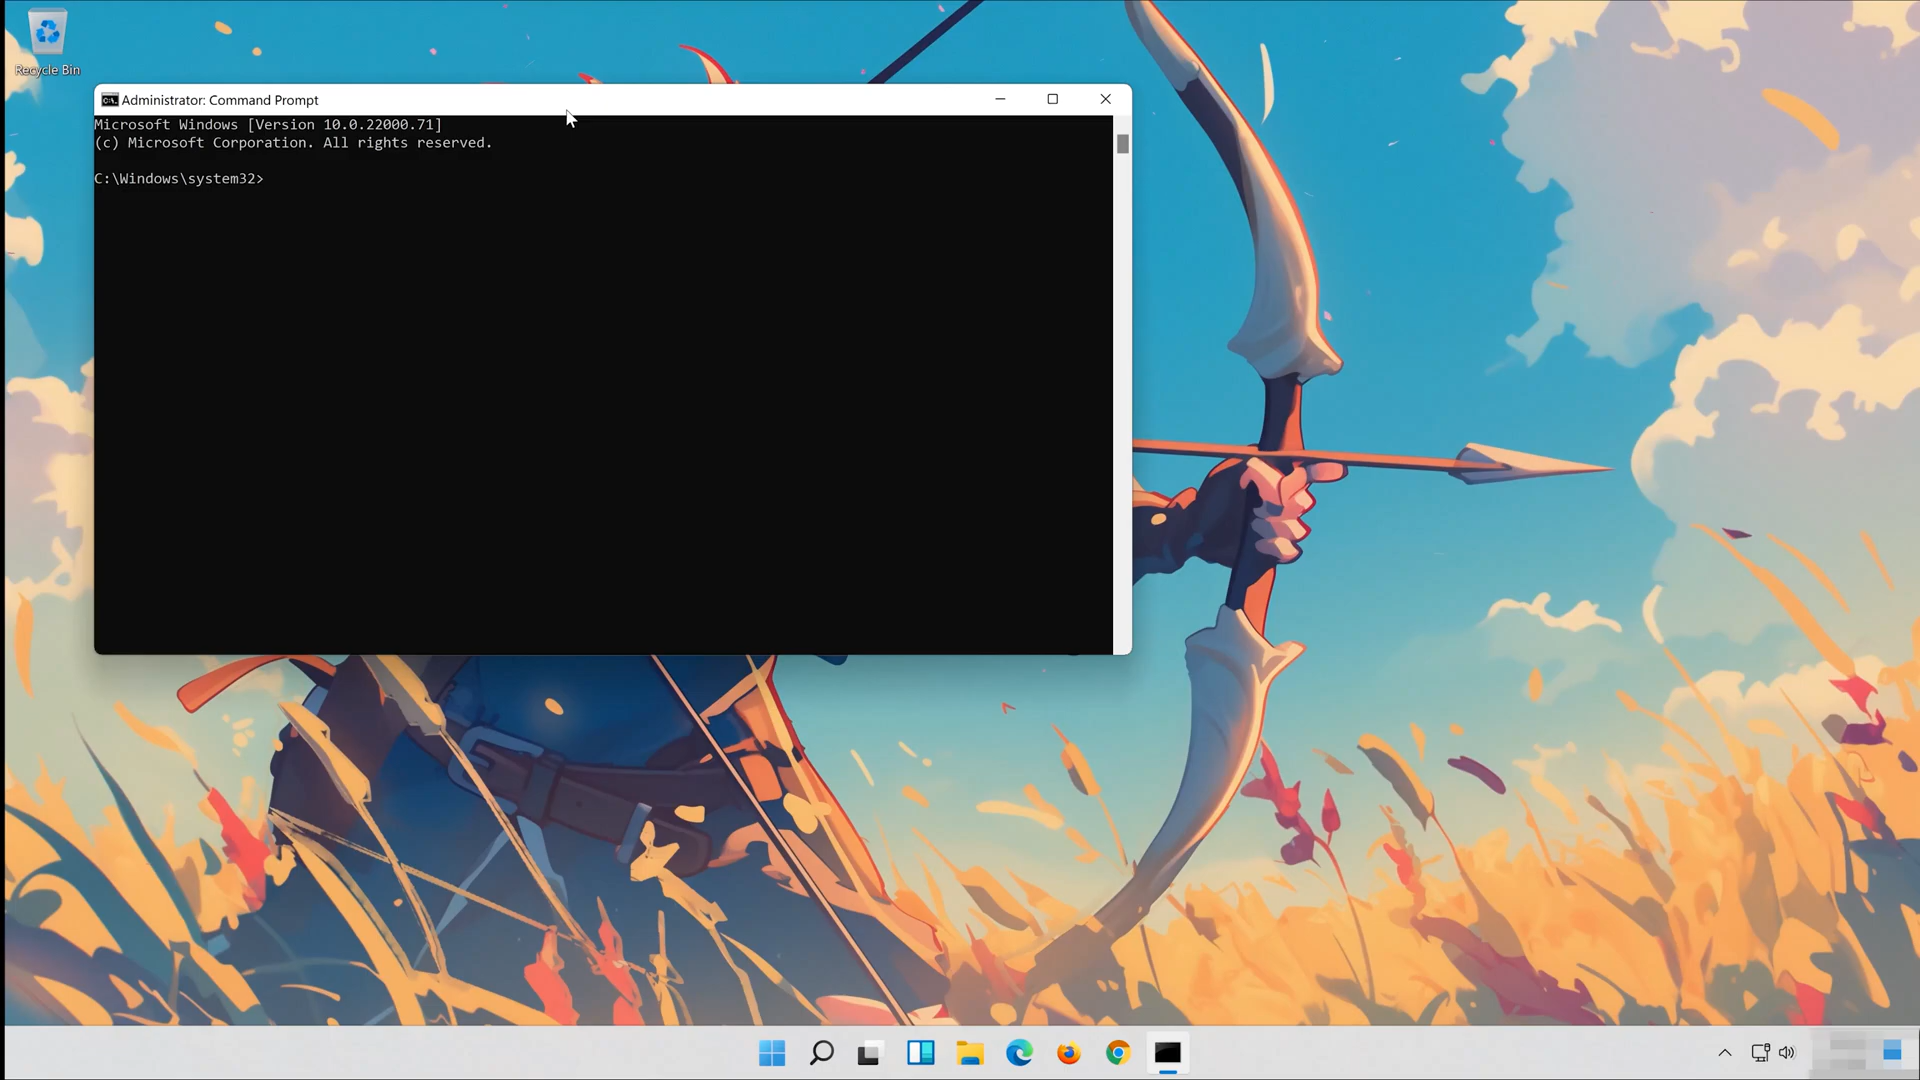 Recycle Bin
Administrator: Command Prompt
Microsoft Windows [Version 10.0.22000.71]
(c) Microsoft Corporation. All rights reserved.
C:\Windows\system32>